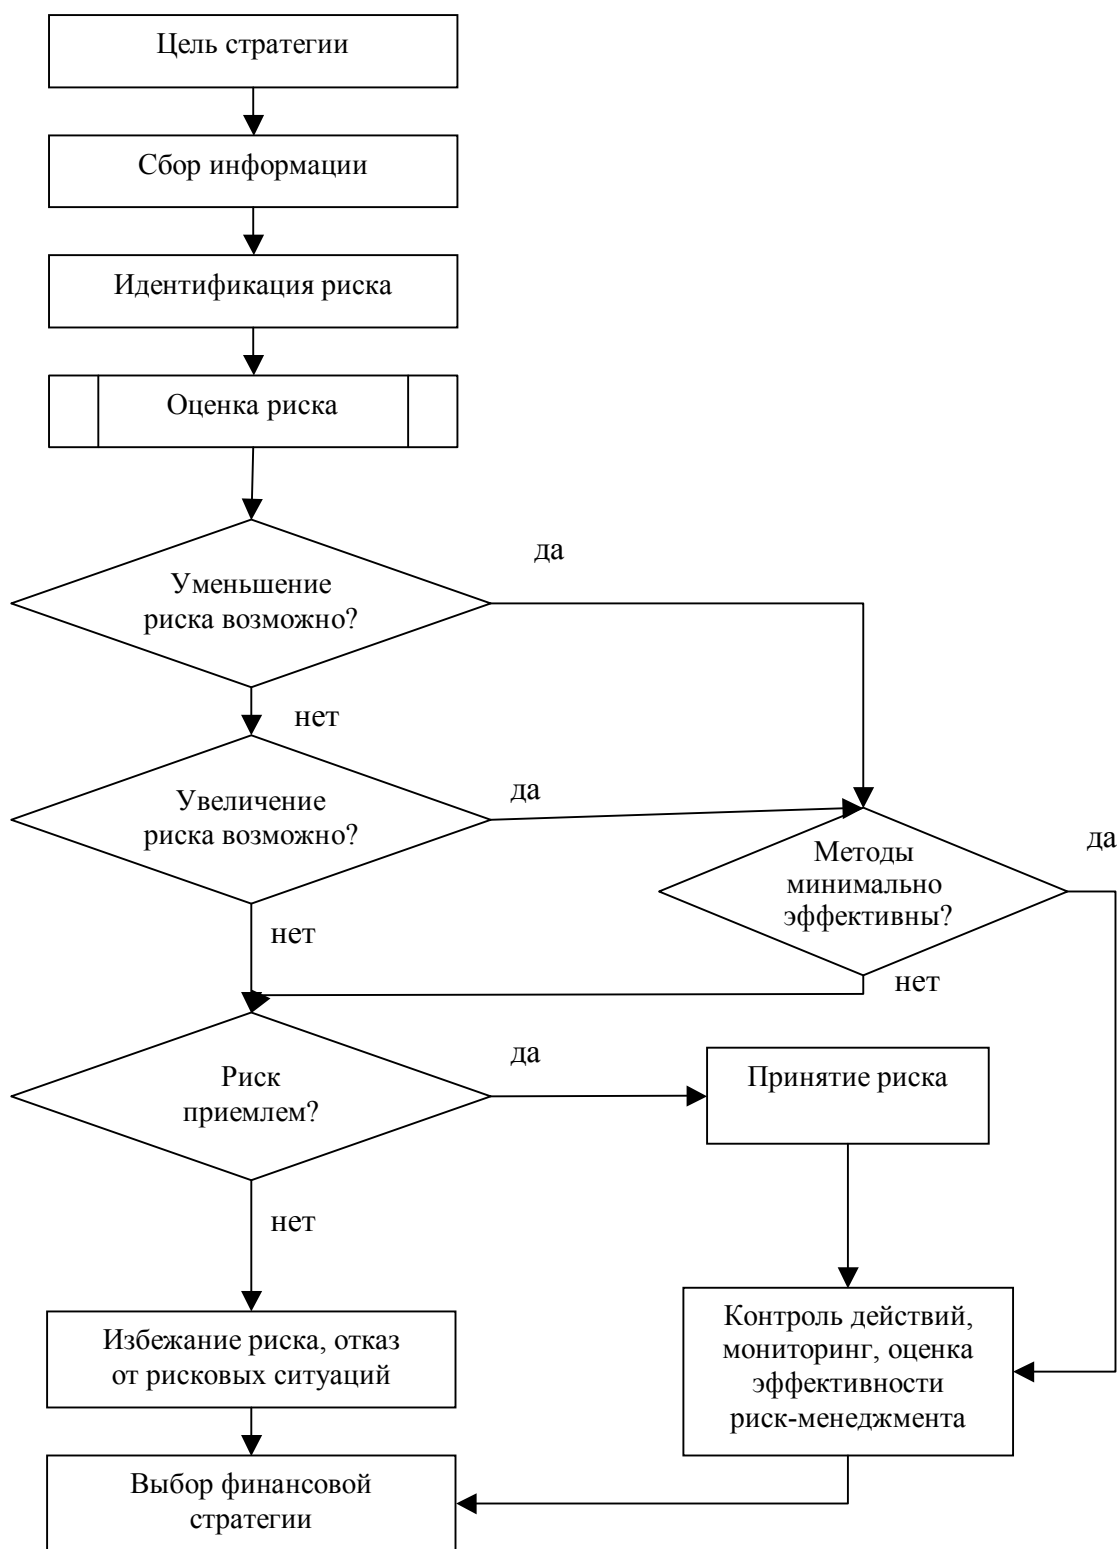 Цель стратегии
Сбор информации
Идентификация риска
Оценка риска
да
Уменьшение
риска возможно?
нет
да
Увеличение
риска возможно?
да
Методы
минимально
эффективны?
нет
нет
да
Риск
приемлем?
Принятие риска
нет
Избежание риска, отказ
от рисковых ситуаций
Контроль действий,
мониторинг, оценка
эффективности
риск-менеджмента
Выбор финансовой
стратегии